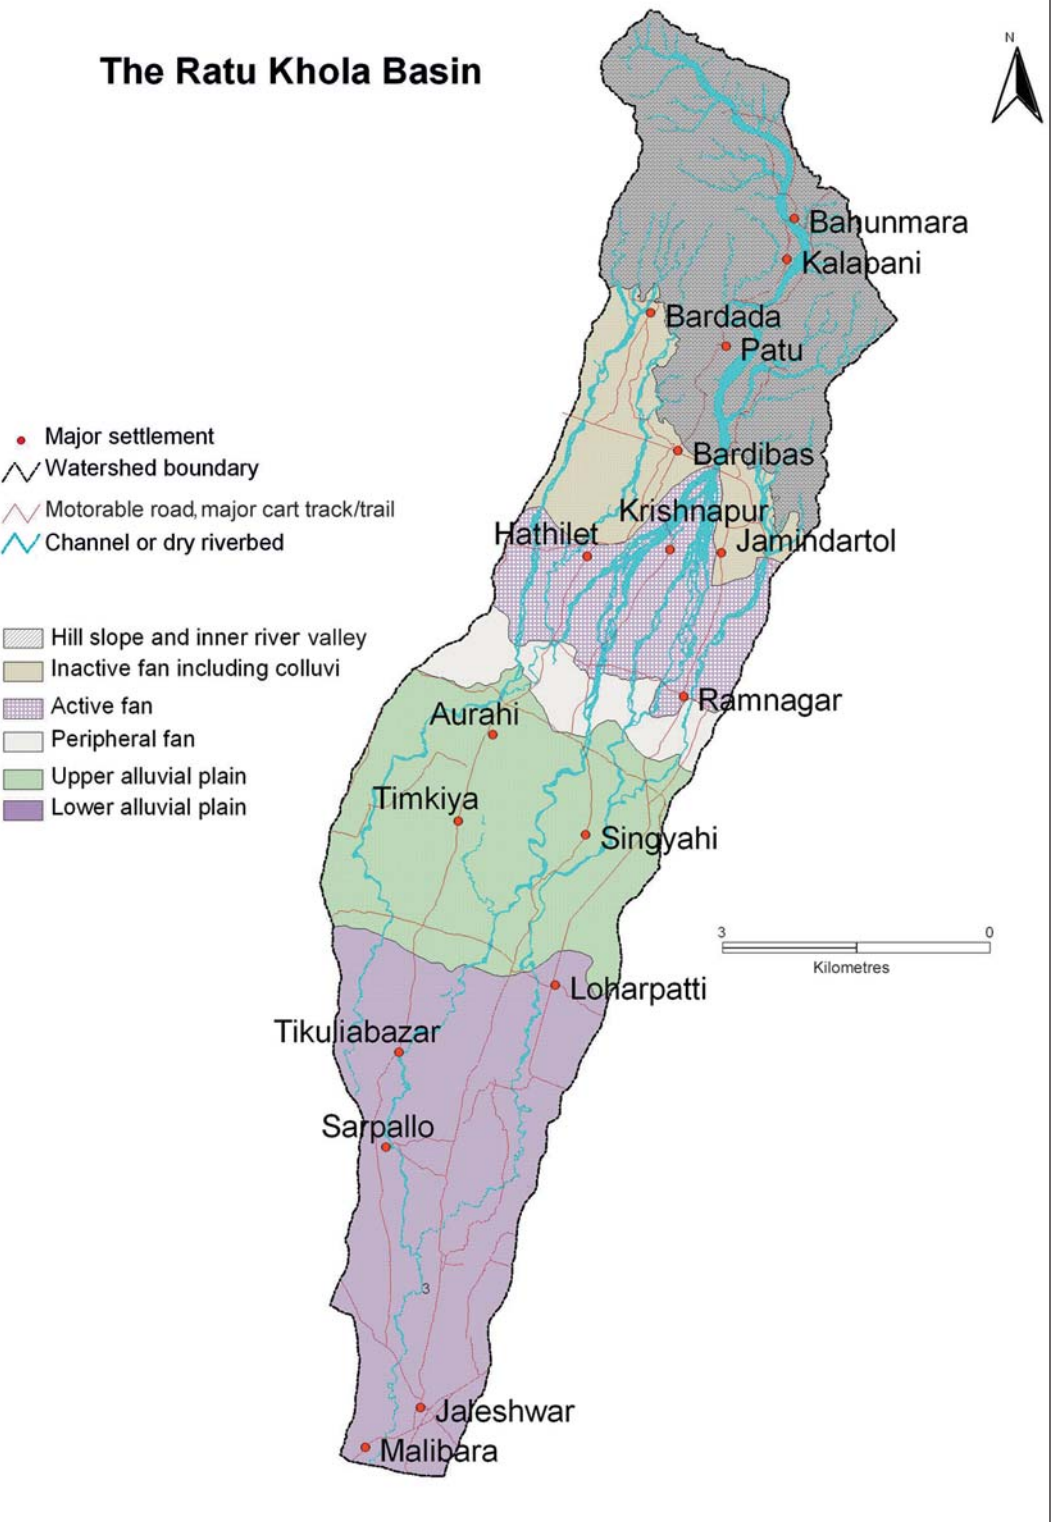 The Ratu Khola Basin
N
Bahunmara
Kalapani
Bardada
Patu
Major settlement
Bardibas
Watershed boundary
Motorable road, major cart track/trail
Krishnapur
Hathilet
Channel or dry riverbed
Jamindartol
Hill slope and inner river valley
Inactive fan including colluvi
Active fan
Ramnagar
Aurahi
Peripheral fan
Upper alluvial plain
Timkiya
Lower alluvial plain
Singyahi
3 0
Kilometres
Loharpatti
Tikuliabazar
Sarpallo
3
Jaleshwar
Malibara